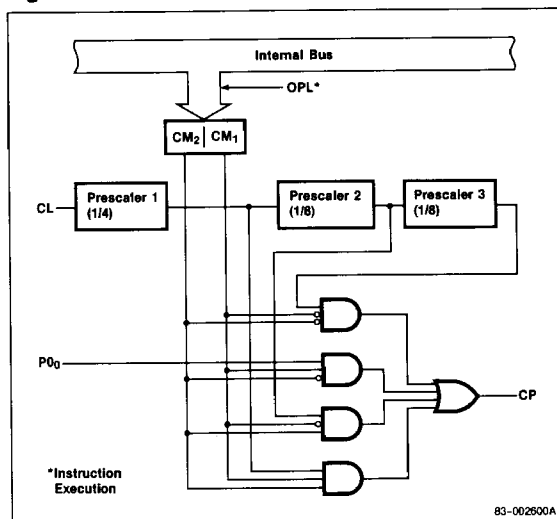 Internal Bus
OPL*
CM₂ CM₁
CL
Prescaler 1
(1/4)
Prescaler 2
(1/8)
Prescaler 3
(1/8)
P0₀
CP
*Instruction
Execution
83-002600A